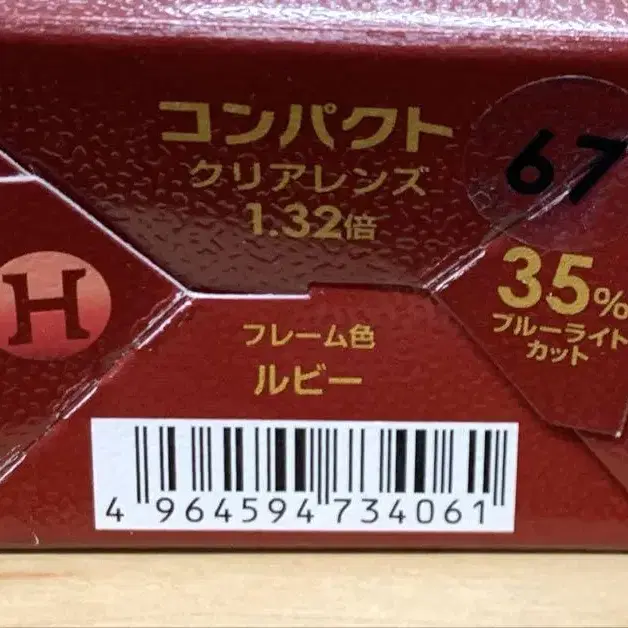 コンパクト
クリアレンズ
1.32倍
67
35%
ブルーライト
カット
H
フレーム色
ルビー
4 964594 734061